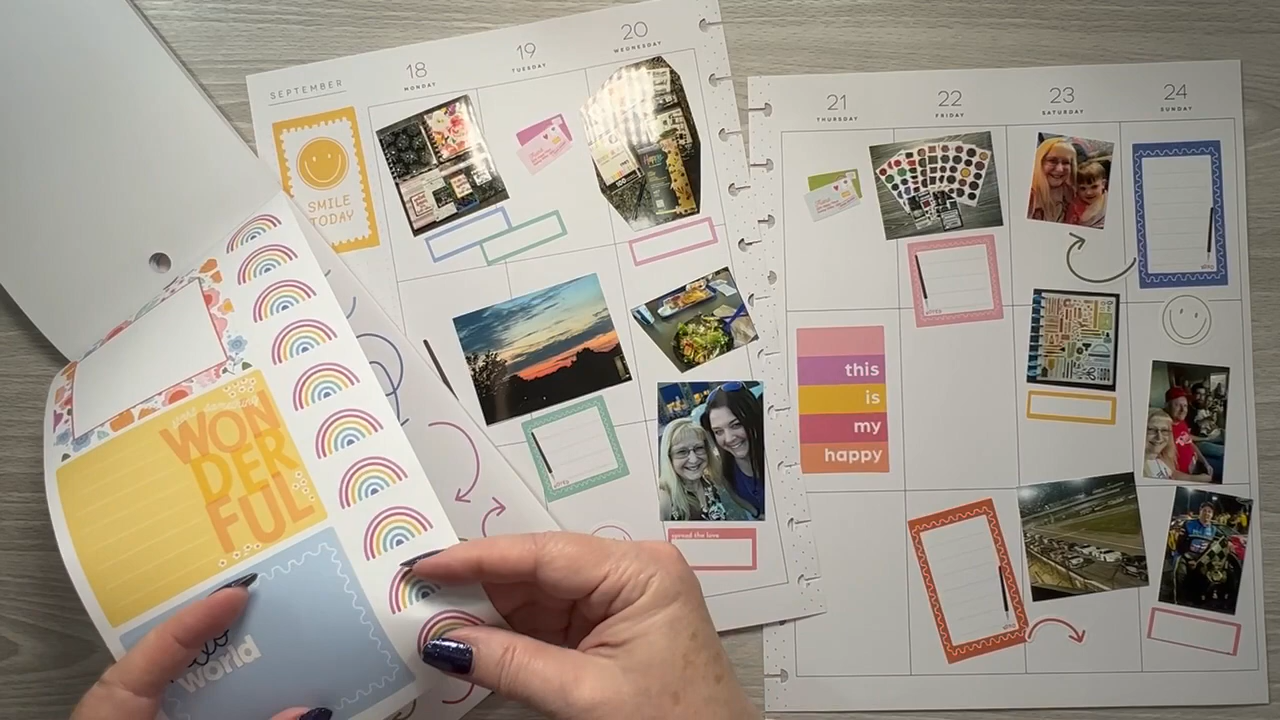 SEPTEMBER
18
MONDAY
19
TUESDAY
20
WEDNESDAY
SMILE
TODAY
spread the love
21
THURSDAY
22
FRIDAY
23
SATURDAY
24
SUNDAY
this
is
my
happy
WON
DER
FUL
world